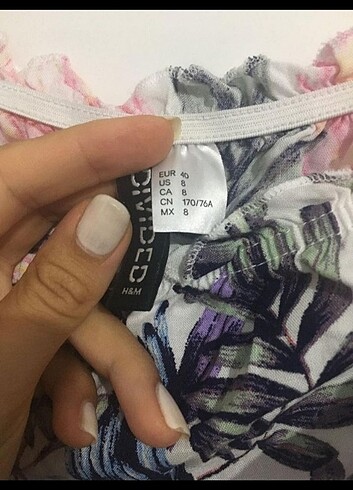 EUR 40
US 8
CA 8
CN 170/76A
MX 8
DIVIDED
H&M